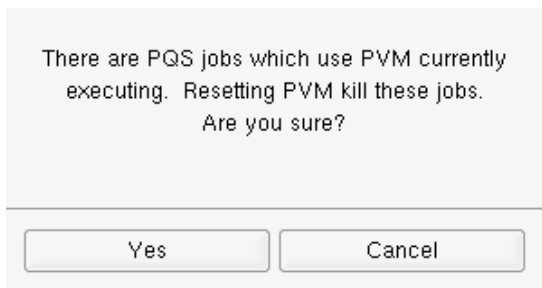 There are PQS jobs which use PVM currently
executing.  Resetting PVM kill these jobs.
Are you sure?
Yes
Cancel